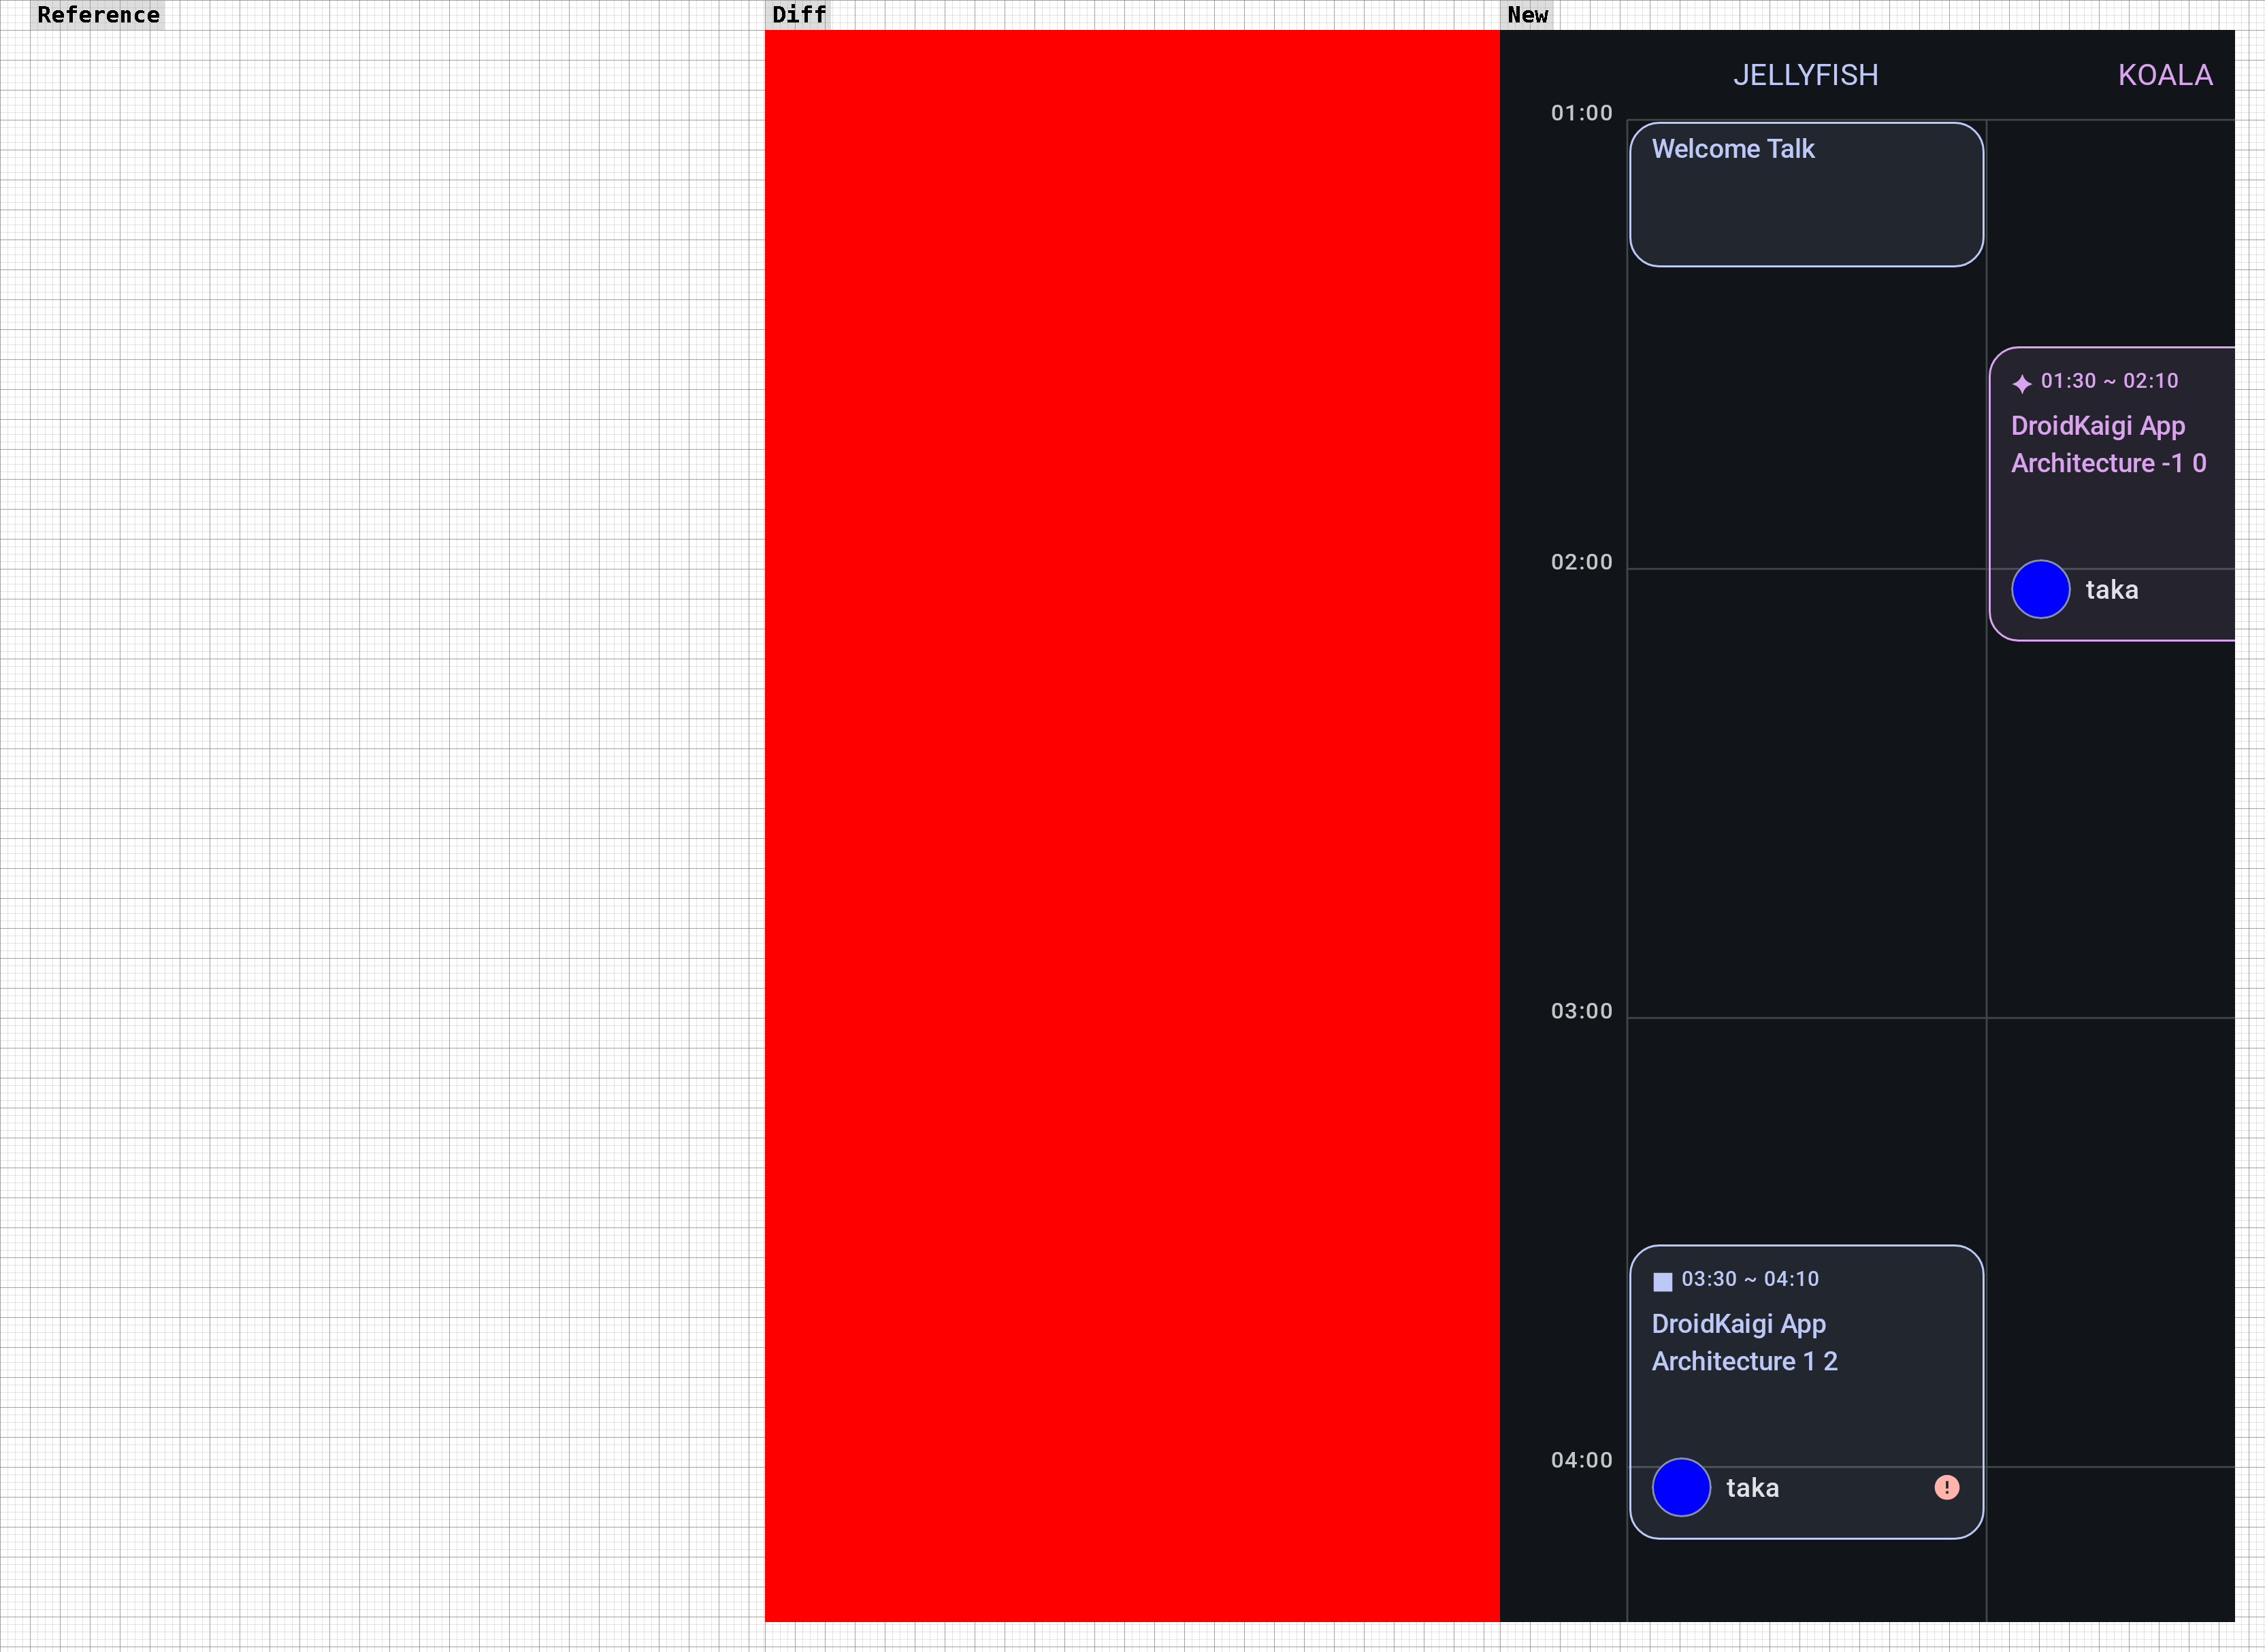 Reference
Diff
New
JELLYFISH
KOALA
01:00
Welcome Talk
01:30 ~ 02:10
DroidKaigi App
Architecture -1 0
02:00
taka
03:00
03:30 ~ 04:10
DroidKaigi App
Architecture 1 2
04:00
taka
!